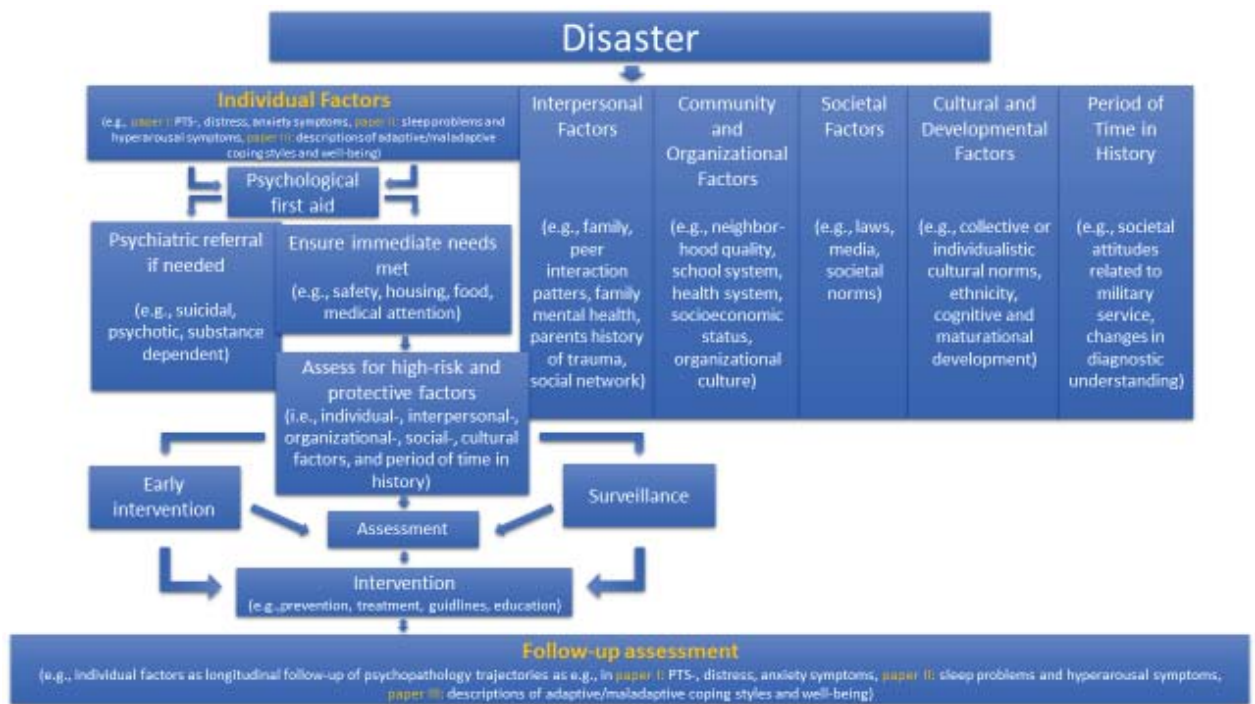 Disaster
Individual Factors
(e.g., paper I: PTS-, distress, anxiety symptoms, paper II: sleep problems and
hyperarousal symptoms, paper III: descriptions of adaptive/maladaptive
coping styles and well-being)
Interpersonal
Factors
(e.g., family,
peer
interaction
patters, family
mental health,
parents history
of trauma,
social network)
Community
and
Organizational
Factors
(e.g., neighbor-
hood quality,
school system,
health system,
socioeconomic
status,
organizational
culture)
Societal
Factors
(e.g., laws,
media,
societal
norms)
Cultural and
Developmental
Factors
(e.g., collective or
individualistic
cultural norms,
ethnicity,
cognitive and
maturational
development)
Period of
Time in
History
(e.g., societal
attitudes
related to
military
service,
changes in
diagnostic
understanding)
Psychological
first aid
Psychiatric referral
if needed
(e.g., suicidal,
psychotic, substance
dependent)
Ensure immediate needs
met
(e.g., safety, housing, food,
medical attention)
Assess for high-risk and
protective factors
(i.e., individual-, interpersonal-,
organizational-, social-, cultural
factors, and period of time in
history)
Early
intervention
Surveillance
Assessment
Intervention
(e.g.,prevention, treatment, guidlines, education)
Follow-up assessment
(e.g., individual factors as longitudinal follow-up of psychopathology trajectories as e.g., in paper I: PTS-, distress, anxiety symptoms, paper II: sleep problems and hyperarousal symptoms,
paper III: descriptions of adaptive/maladaptive coping styles and well-being)